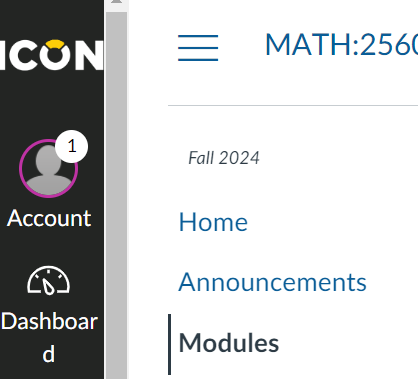 ICON
1
Account
Dashboar
d
MATH:2560
Fall 2024
Home
Announcements
Modules